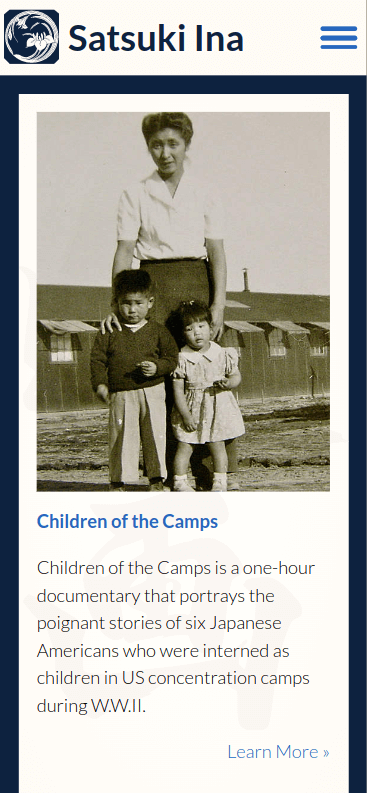 Satsuki Ina
Children of the Camps
Children of the Camps is a one-hour
documentary that portrays the
poignant stories of six Japanese
Americans who were interned as
children in US concentration camps
during W.W.II.
Learn More »